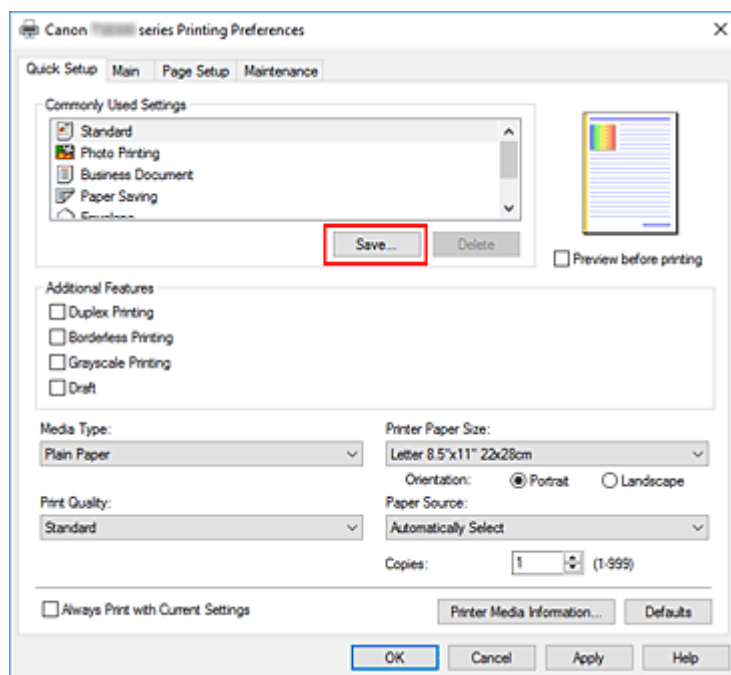 Canon series Printing Preferences
Quick Setup Main Page Setup Maintenance
Commonly Used Settings
Standard
Photo Printing
Business Document
Paper Saving
Envelope
Save... Delete
Preview before printing
Additional Features
Duplex Printing
Borderless Printing
Grayscale Printing
Draft
Media Type: Printer Paper Size:
Plain Paper Letter 8.5"x11" 22x28cm
Orientation: Portrait Landscape
Print Quality: Paper Source:
Standard Automatically Select
Copies: 1 (1-999)
Always Print with Current Settings Printer Media Information... Defaults
OK Cancel Apply Help